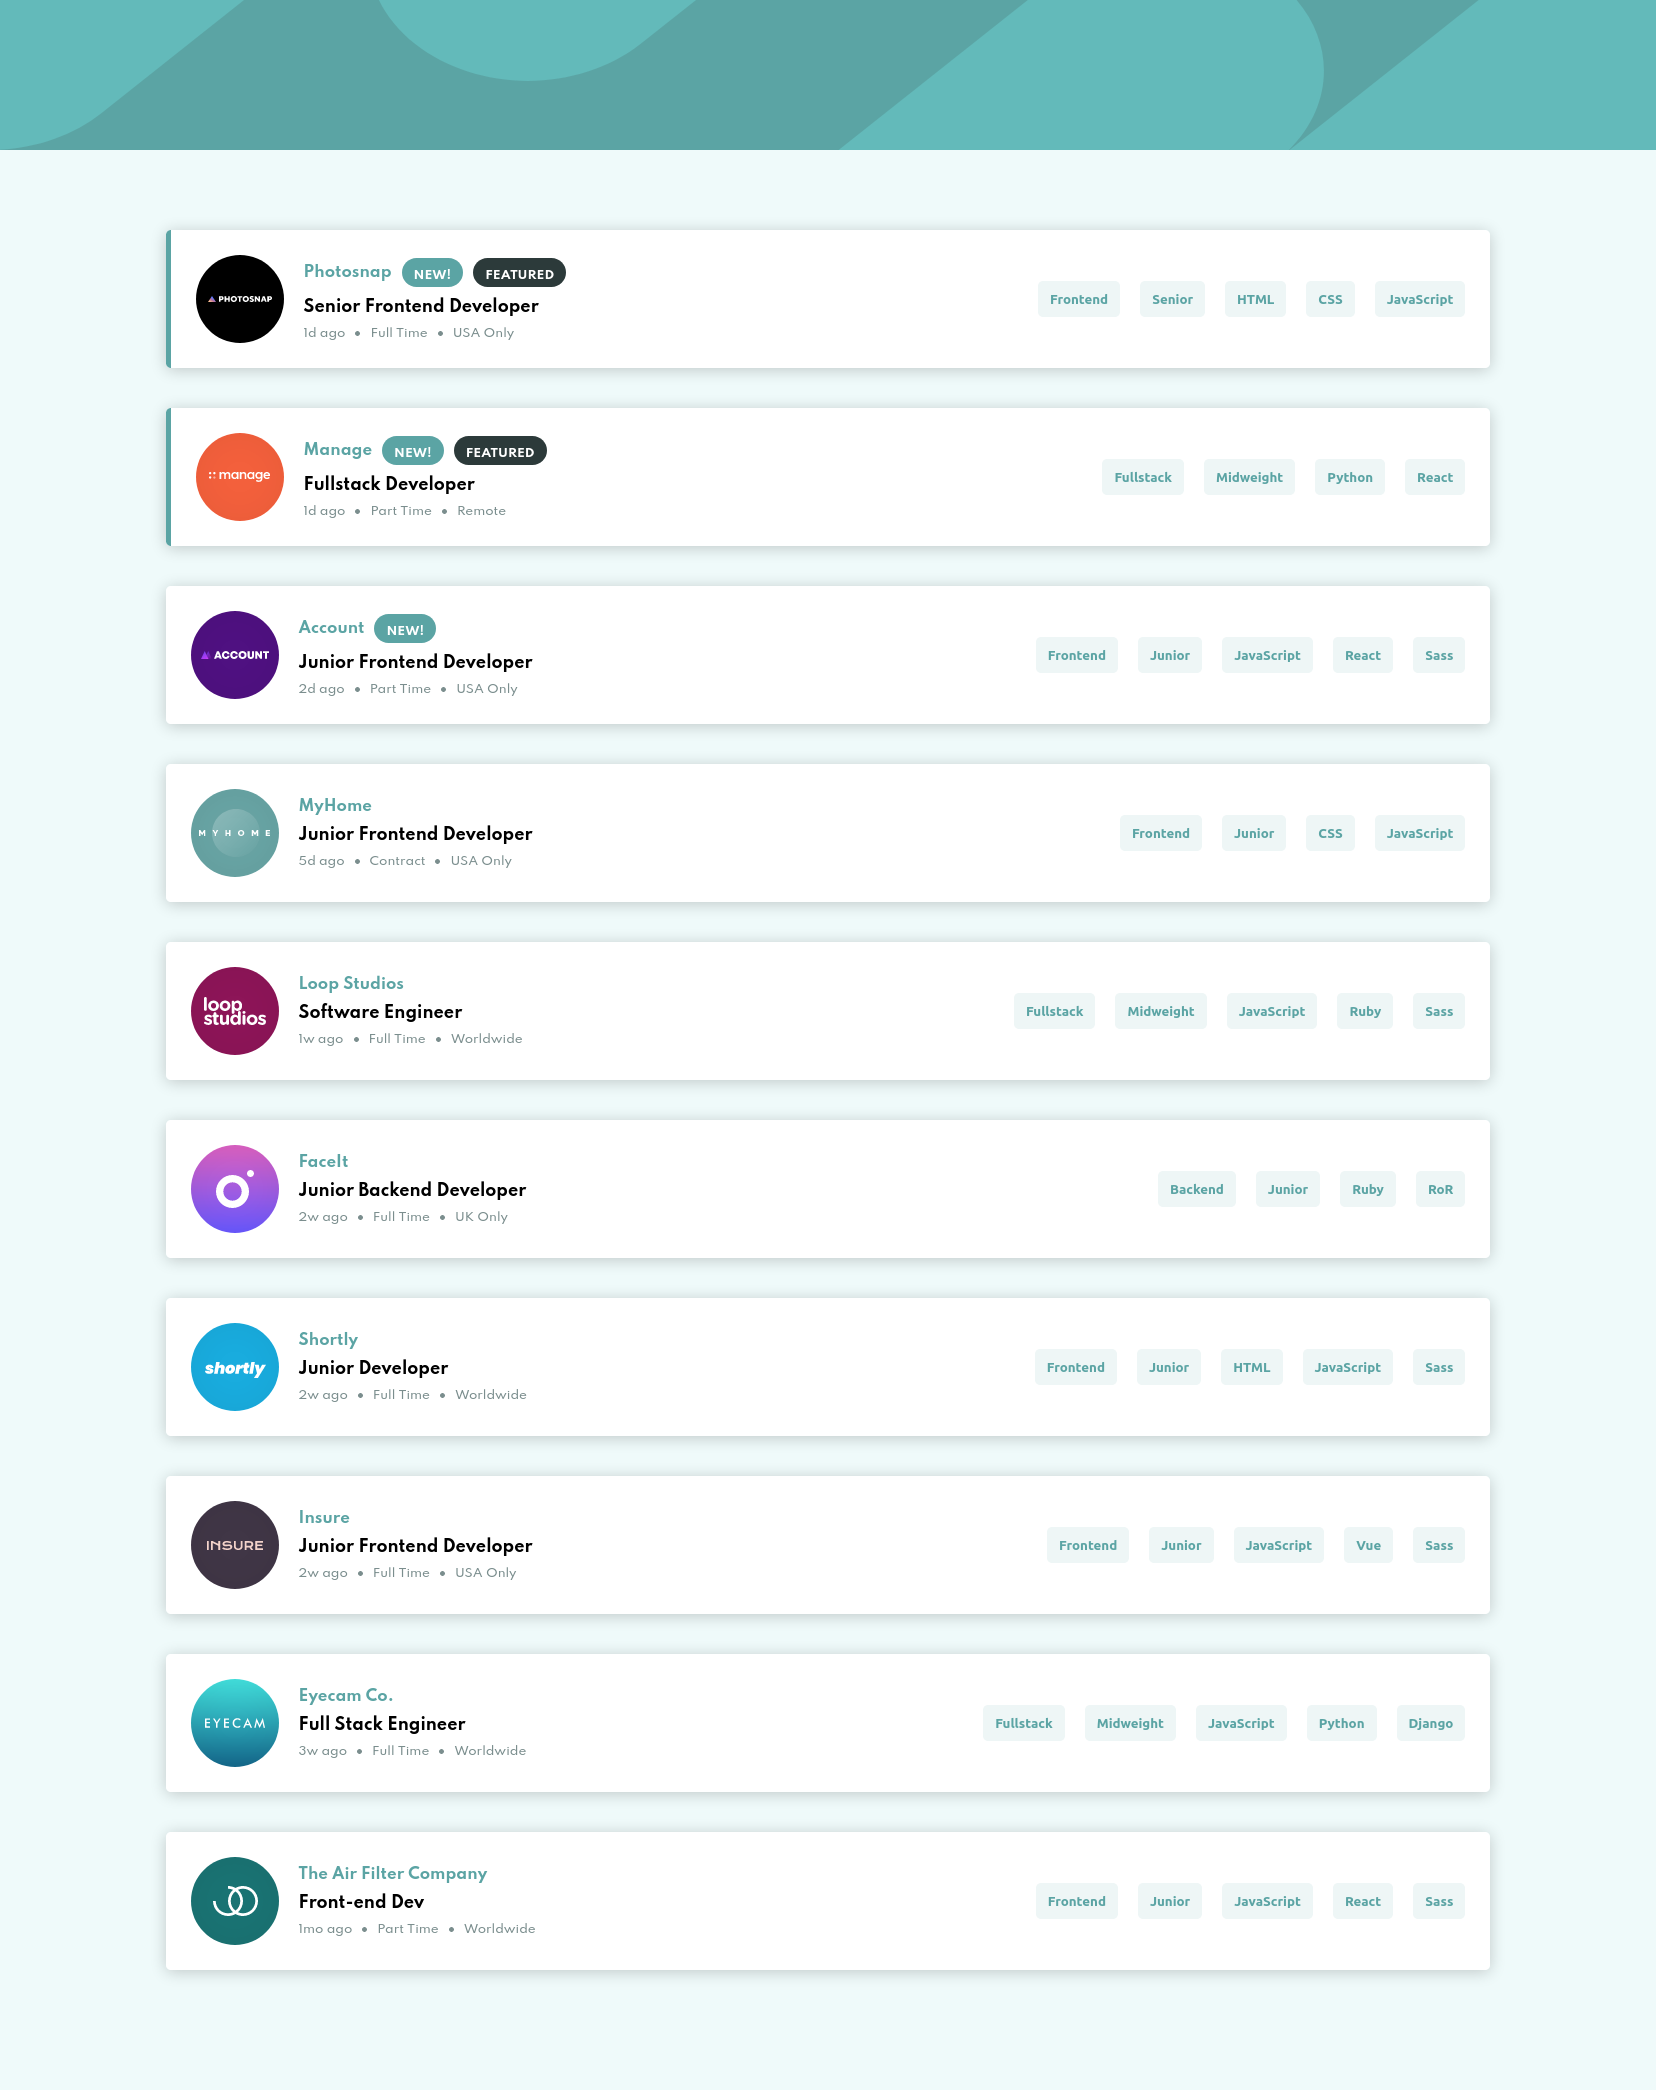 PHOTOSNAP
Photosnap NEW! FEATURED
Senior Frontend Developer
1d ago • Full Time • USA Only
Frontend Senior HTML CSS JavaScript
manage
Manage NEW! FEATURED
Fullstack Developer
1d ago • Part Time • Remote
Fullstack Midweight Python React
ACCOUNT
Account NEW!
Junior Frontend Developer
2d ago • Part Time • USA Only
Frontend Junior JavaScript React Sass
MYHOME
MyHome
Junior Frontend Developer
5d ago • Contract • USA Only
Frontend Junior CSS JavaScript
loop
studios
Loop Studios
Software Engineer
1w ago • Full Time • Worldwide
Fullstack Midweight JavaScript Ruby Sass
FaceIt
Junior Backend Developer
2w ago • Full Time • UK Only
Backend Junior Ruby RoR
shortly
Shortly
Junior Developer
2w ago • Full Time • Worldwide
Frontend Junior HTML JavaScript Sass
INSURE
Insure
Junior Frontend Developer
2w ago • Full Time • USA Only
Frontend Junior JavaScript Vue Sass
EYECAM
Eyecam Co.
Full Stack Engineer
3w ago • Full Time • Worldwide
Fullstack Midweight JavaScript Python Django
The Air Filter Company
Front-end Dev
1mo ago • Part Time • Worldwide
Frontend Junior JavaScript React Sass